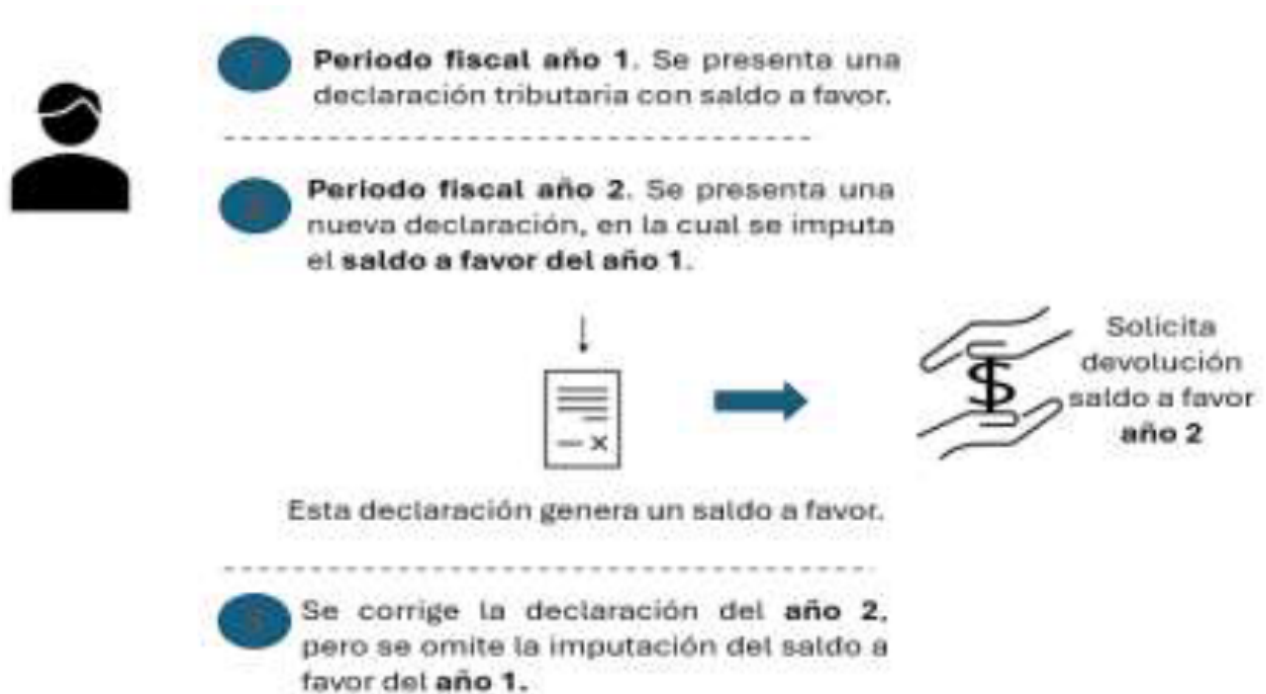 Periodo fiscal año 1. Se presenta una
declaración tributaria con saldo a favor.
Periodo fiscal año 2. Se presenta una
nueva declaración, en la cual se imputa
el saldo a favor del año 1.
$
Solicita
devolución
saldo a favor
año 2
Esta declaración genera un saldo a favor.
Se corrige la declaración del año 2,
pero se omite la imputación del saldo a
favor del año 1.